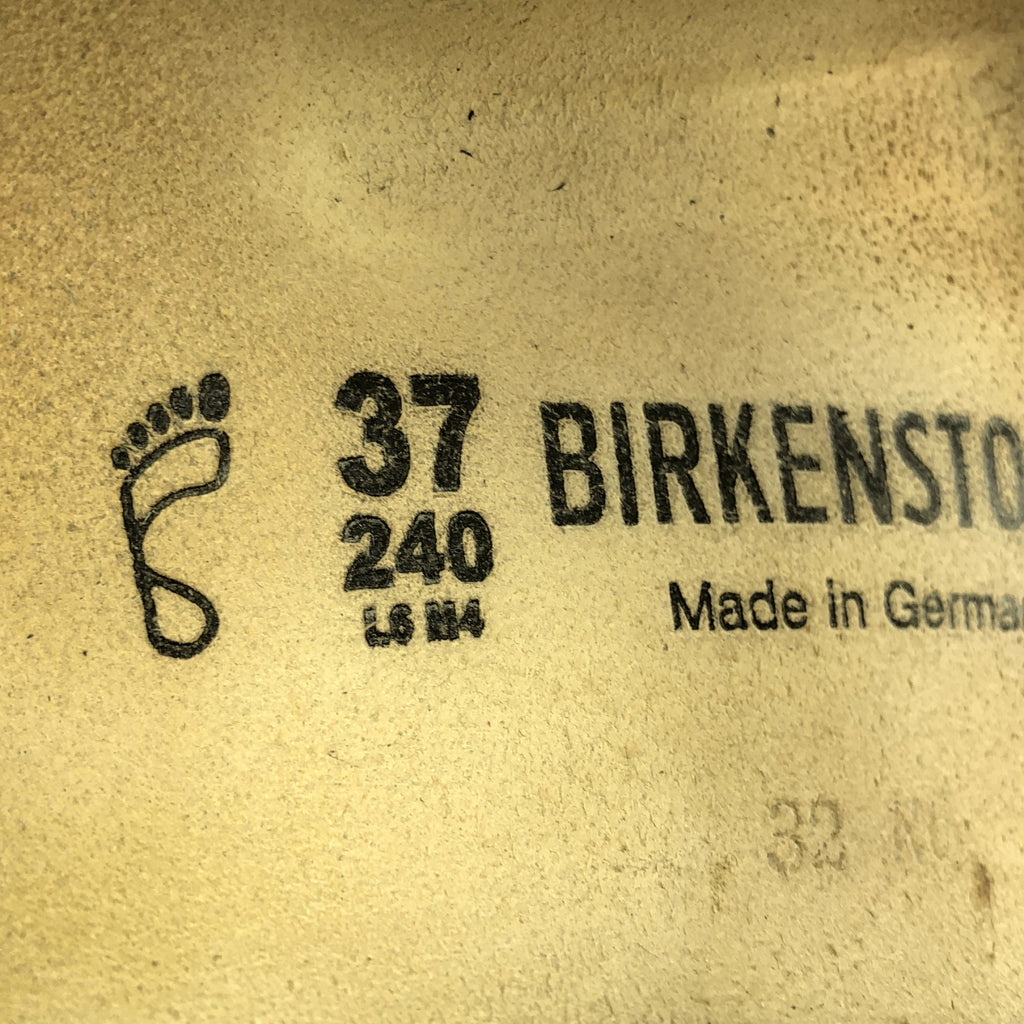 37
BIRKENSTO
240
L6 M4
Made in Germa
32